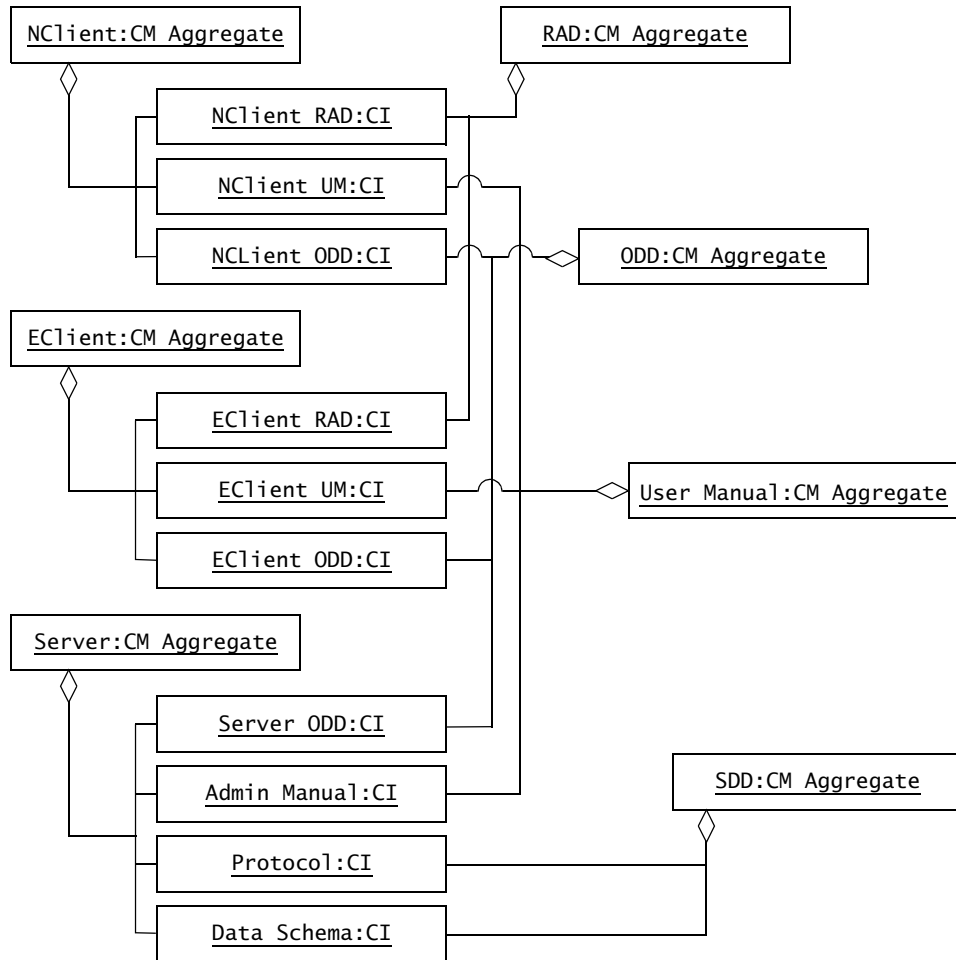 NClient:CM Aggregate
RAD:CM Aggregate
NClient RAD:CI
NClient UM:CI
NCLient ODD:CI
ODD:CM Aggregate
EClient:CM Aggregate
EClient RAD:CI
EClient UM:CI
User Manual:CM Aggregate
EClient ODD:CI
Server:CM Aggregate
Server ODD:CI
Admin Manual:CI
SDD:CM Aggregate
Protocol:CI
Data Schema:CI